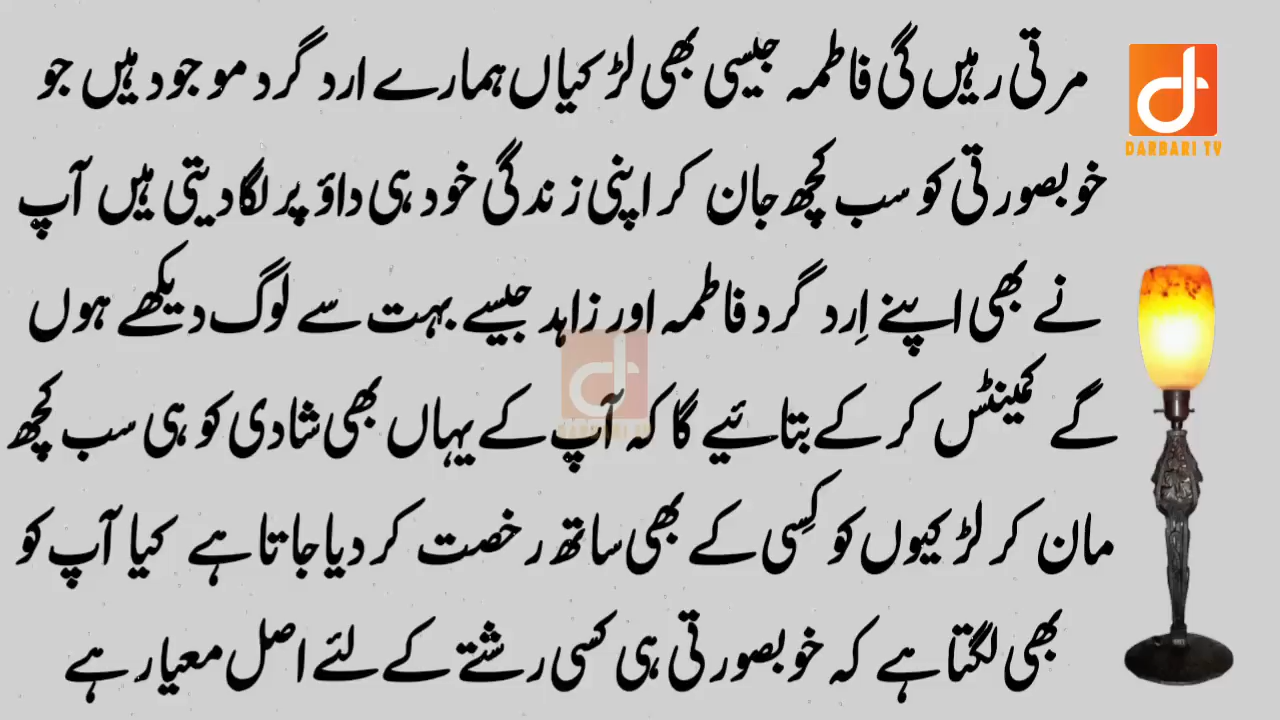 مرتی رہیں گی فاطمہ جیسی بھی لڑکیاں ہمارے ارد گرد موجود ہیں جو
DARBARI TV
خوبصورتی کو سب کچھ جان کر اپنی زندگی خود ہی داؤ پر لگا دیتی ہیں آپ
نے بھی اپنے اِرد گرد فاطمہ اور زاہد جیسے بہت سے لوگ دیکھے ہوں
گے کمینٹس کر کے بتائیے گا کہ آپ کے یہاں بھی شادی کو ہی سب کچھ
DARBARI TV
مان کر لڑکیوں کو کِسی کے بھی ساتھ رخصت کر دیا جاتا ہے کیا آپ کو
بھی لگتا ہے کہ خوبصورتی ہی کسی رشتے کے لئے اصل معیار ہے